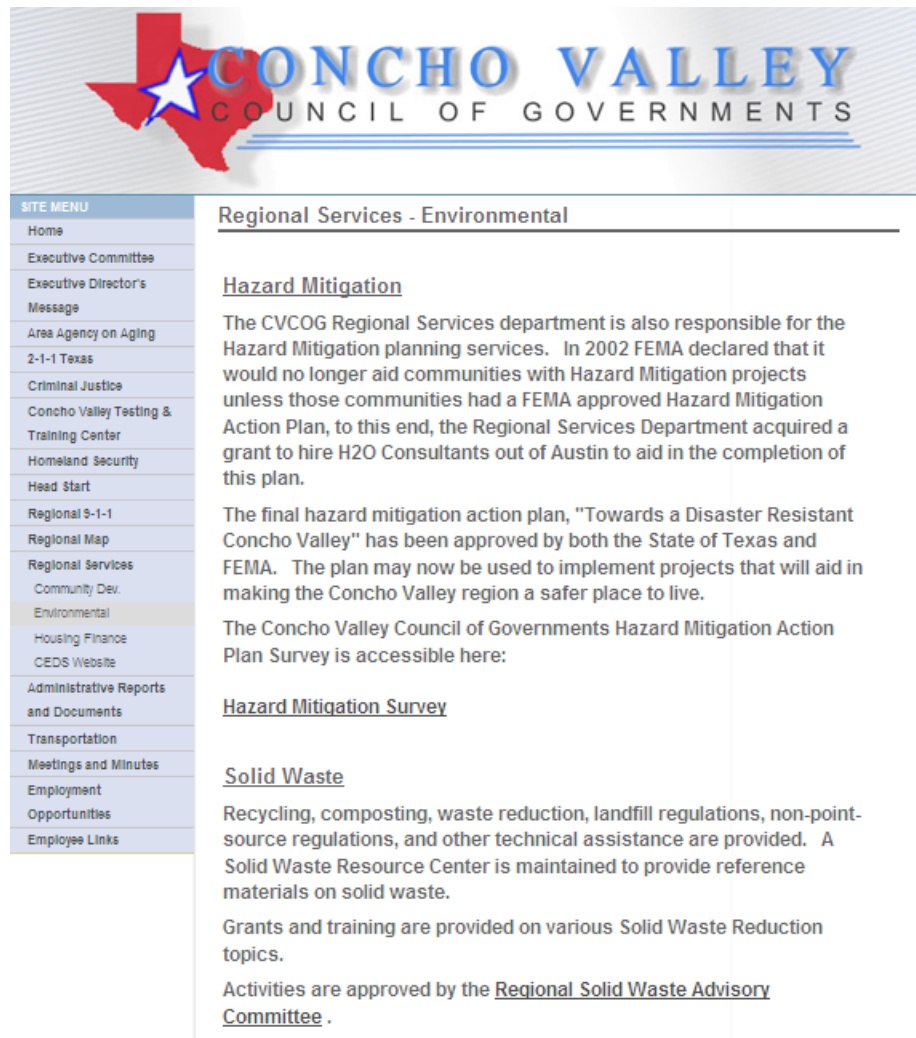 CONCHO VALLEY
COUNCIL OF GOVERNMENTS
SITE MENU
Home
Executive Committee
Executive Director's
Message
Area Agency on Aging
2-1-1 Texas
Criminal Justice
Concho Valley Testing &
Training Center
Homeland Security
Head Start
Regional 9-1-1
Regional Map
Regional Services
Community Dev.
Environmental
Housing Finance
CEDS Website
Administrative Reports
and Documents
Transportation
Meetings and Minutes
Employment
Opportunities
Employee Links
Regional Services - Environmental
Hazard Mitigation
The CVCOG Regional Services department is also responsible for the
Hazard Mitigation planning services. In 2002 FEMA declared that it
would no longer aid communities with Hazard Mitigation projects
unless those communities had a FEMA approved Hazard Mitigation
Action Plan, to this end, the Regional Services Department acquired a
grant to hire H2O Consultants out of Austin to aid in the completion of
this plan.
The final hazard mitigation action plan, "Towards a Disaster Resistant
Concho Valley" has been approved by both the State of Texas and
FEMA. The plan may now be used to implement projects that will aid in
making the Concho Valley region a safer place to live.
The Concho Valley Council of Governments Hazard Mitigation Action
Plan Survey is accessible here:
Hazard Mitigation Survey
Solid Waste
Recycling, composting, waste reduction, landfill regulations, non-point-
source regulations, and other technical assistance are provided. A
Solid Waste Resource Center is maintained to provide reference
materials on solid waste.
Grants and training are provided on various Solid Waste Reduction
topics.
Activities are approved by the Regional Solid Waste Advisory
Committee .